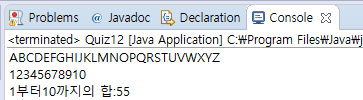 Problems @ Javadoc Declaration Console
<terminated> Quiz12 [Java Application] C:₩Program Files₩Java₩j
ABCDEFGHIJKLMNOPQRSTUVWXYZ
12345678910
1부터10까지의 합:55